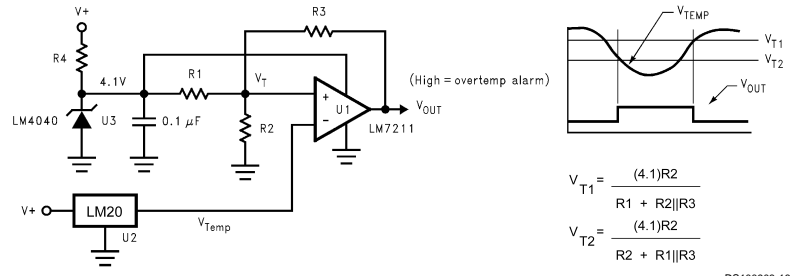 V+
R3
R4
4.1V
R1
V_T
(High = overtemp alarm)
+
U1
V_OUT
−
LM4040
U3
0.1 μF
R2
LM7211
V+
LM20
V_Temp
U2
V_TEMP
V_T1
V_T2
V_OUT
V_T1 = (4.1)R2 / R1 + R2||R3
V_T2 = (4.1)R2 / R2 + R1||R3